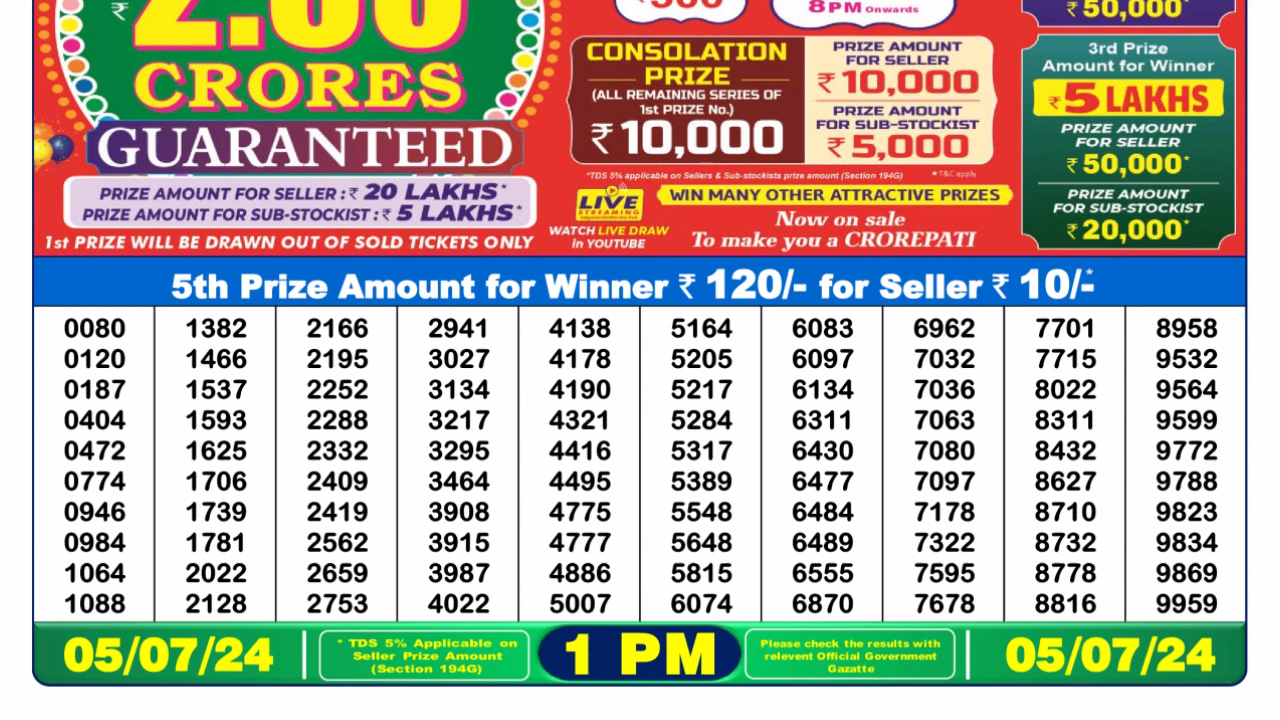 ₹ 2.00
CRORES
GUARANTEED
PRIZE AMOUNT FOR SELLER :₹ 20 LAKHS*
PRIZE AMOUNT FOR SUB-STOCKIST :₹ 5 LAKHS*
1st PRIZE WILL BE DRAWN OUT OF SOLD TICKETS ONLY
8PM Onwards
CONSOLATION
PRIZE
(ALL REMAINING SERIES OF
1st PRIZE No.)
₹ 10,000
PRIZE AMOUNT
FOR SELLER
₹ 10,000
PRIZE AMOUNT
FOR SUB-STOCKIST
₹ 5,000
*TDS 5% applicable on Sellers & Sub-stockists prize amount (Section 194G)
★T&C apply
LIVE
STREAMING
WATCH LIVE DRAW
in YOUTUBE
WIN MANY OTHER ATTRACTIVE PRIZES
Now on sale
To make you a CROREPATI
₹ 50,000*
3rd Prize
Amount for Winner
₹ 5 LAKHS
PRIZE AMOUNT
FOR SELLER
₹ 50,000*
PRIZE AMOUNT
FOR SUB-STOCKIST
₹ 20,000*
5th Prize Amount for Winner ₹ 120/- for Seller ₹ 10/-*
0080 1382 2166 2941 4138 5164 6083 6962 7701 8958
0120 1466 2195 3027 4178 5205 6097 7032 7715 9532
0187 1537 2252 3134 4190 5217 6134 7036 8022 9564
0404 1593 2288 3217 4321 5284 6311 7063 8311 9599
0472 1625 2332 3295 4416 5317 6430 7080 8432 9772
0774 1706 2409 3464 4495 5389 6477 7097 8627 9788
0946 1739 2419 3908 4775 5548 6484 7178 8710 9823
0984 1781 2562 3915 4777 5648 6489 7322 8732 9834
1064 2022 2659 3987 4886 5815 6555 7595 8778 9869
1088 2128 2753 4022 5007 6074 6870 7678 8816 9959
05/07/24
* TDS 5% Applicable on
Seller Prize Amount
(Section 194G)
1 PM
Please check the results with
relevent Official Government
Gazatte
05/07/24